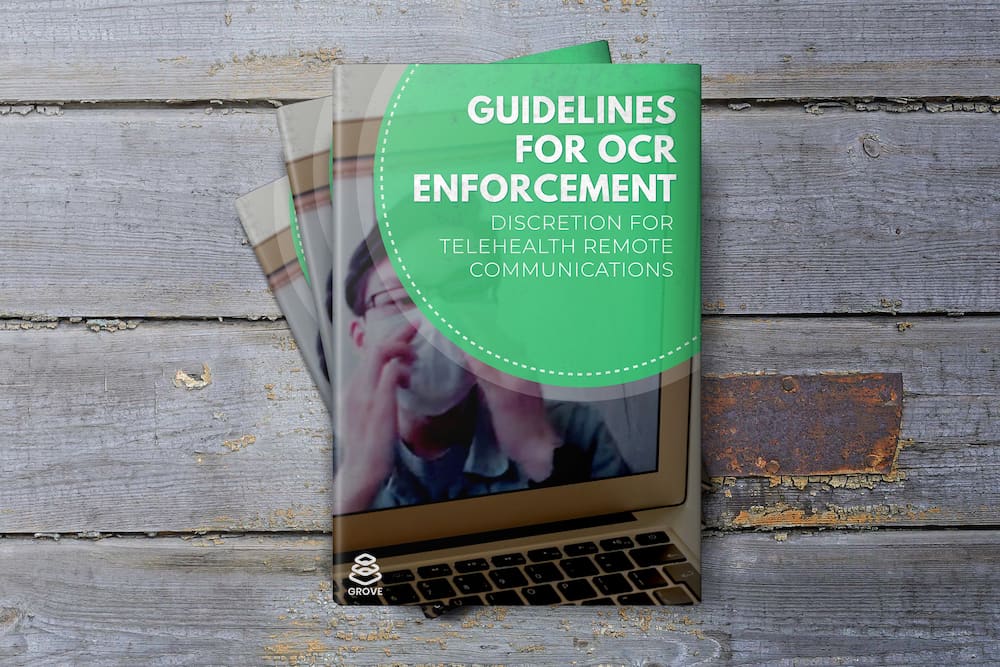 GUIDELINES
FOR OCR
ENFORCEMENT
DISCRETION FOR
TELEHEALTH REMOTE
COMMUNICATIONS
GROVE